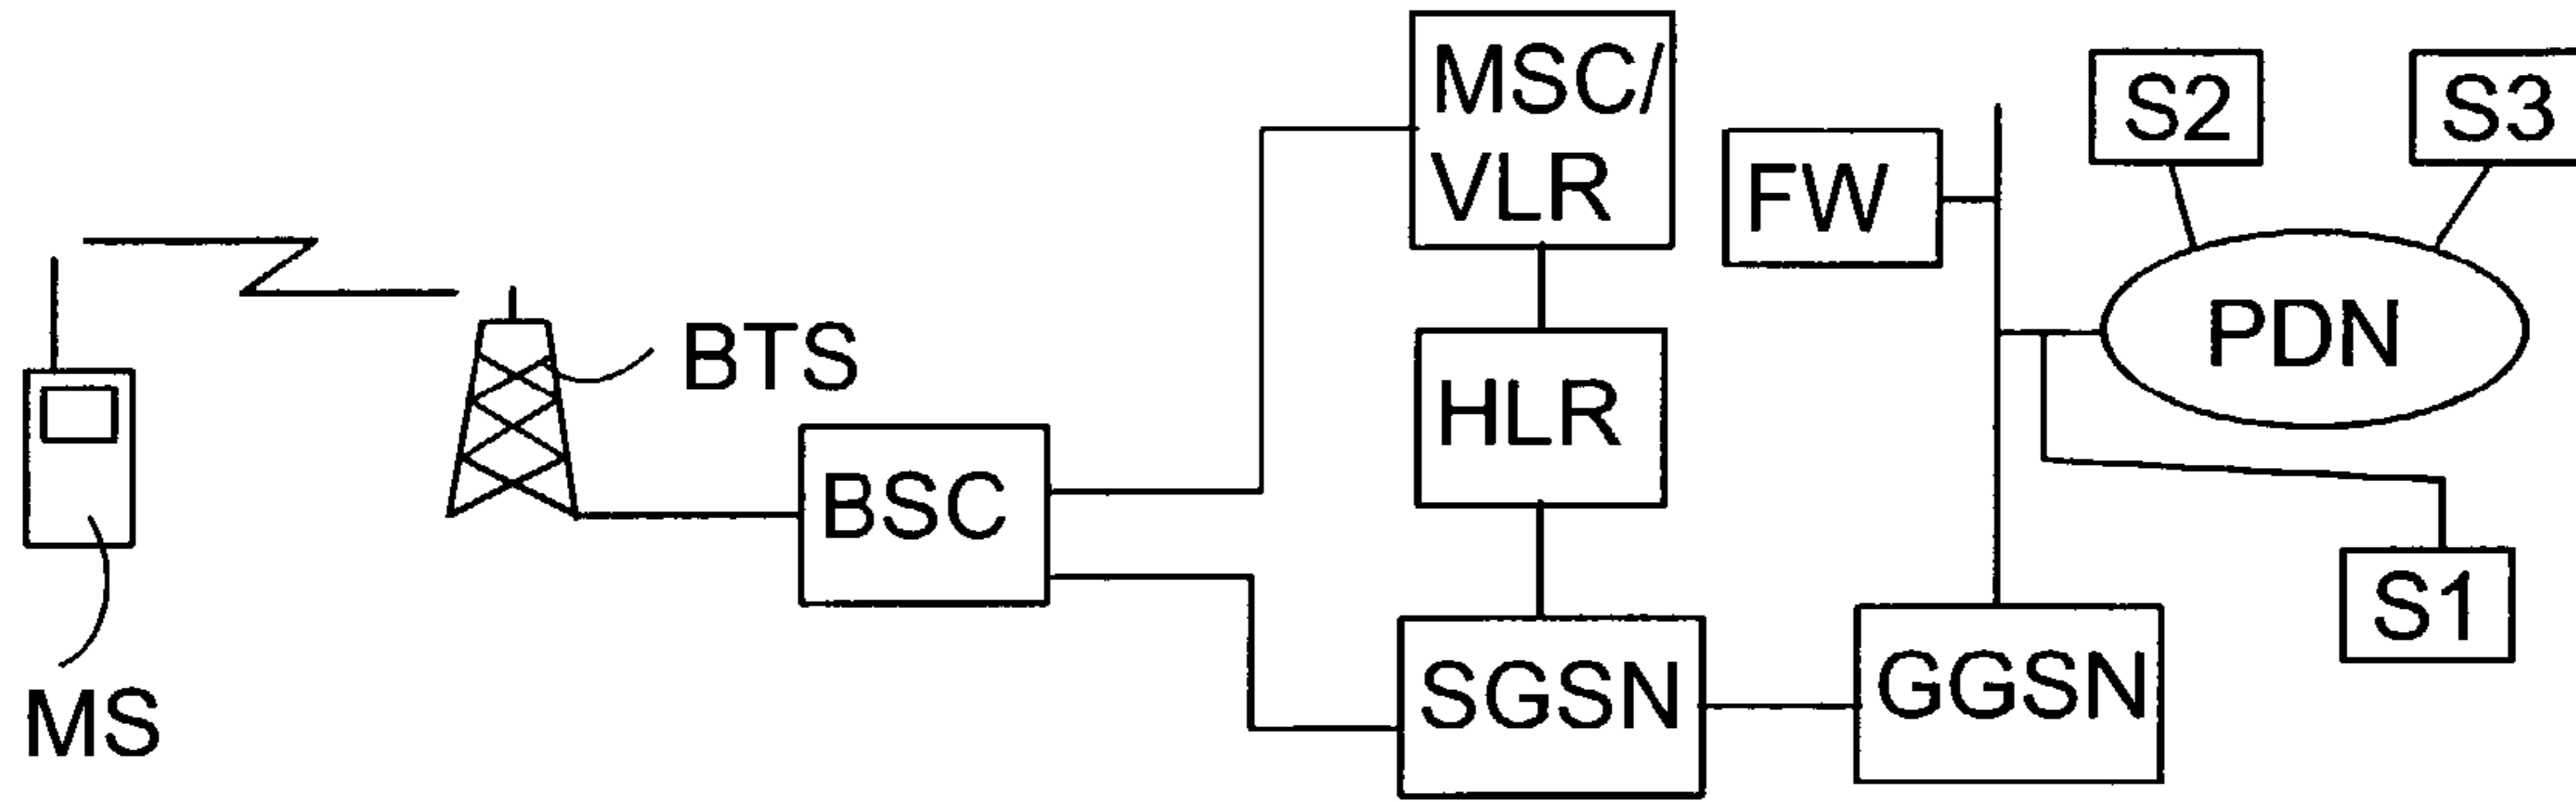 MSC/
VLR
S2
S3
FW
PDN
BTS
HLR
BSC
S1
SGSN
GGSN
MS